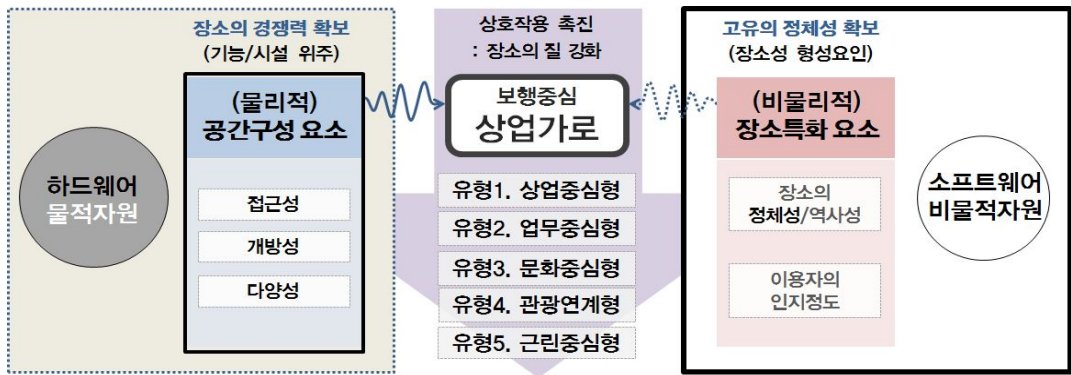 장소의 경쟁력 확보
(기능/시설 위주)
(물리적)
공간구성 요소
하드웨어
물적자원
접근성
개방성
다양성
상호작용 촉진
: 장소의 질 강화
보행중심
상업가로
유형1. 상업중심형
유형2. 업무중심형
유형3. 문화중심형
유형4. 관광연계형
유형5. 근린중심형
고유의 정체성 확보
(장소성 형성요인)
(비물리적)
장소특화 요소
장소의
정체성/역사성
이용자의
인지정도
소프트웨어
비물적자원